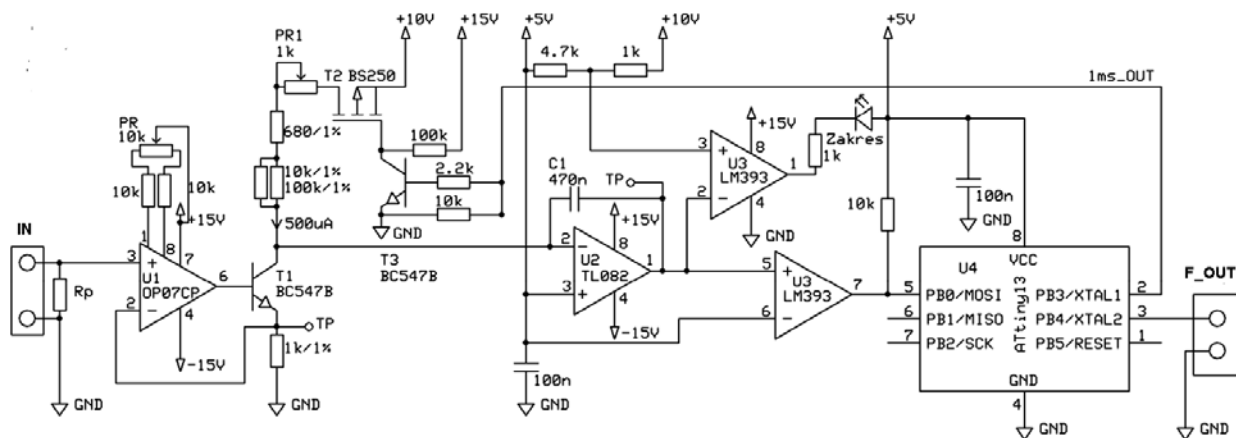 +10V
+15V
+5V
+10V
+5V
PR1
1k
T2 BS250
4.7k
1k
1ms_OUT
680/1%
PR
10k
100k
+15V
Zakres
10k/1%
100k/1%
2.2k
C1
470n
TP
3
8
U3
LM393
1
2
4
1k
10k
10k
10k
100n
GND
IN
+15V
500uA
GND
+15V
GND
10k
1
8
7
3
U1
OP07CP
6
2
4
T1
BC547B
T3
BC547B
2
8
U2
TL082
1
3
4
5
U3
LM393
7
6
8
VCC
U4
F_OUT
Rp
TP
-15V
-15V
5
PB0/MOSI
PB3/XTAL1
2
6
PB1/MISO
PB4/XTAL2
3
7
PB2/SCK
PB5/RESET
1
ATtiny13
1k/1%
100n
GND
4
GND
GND
GND
GND
GND